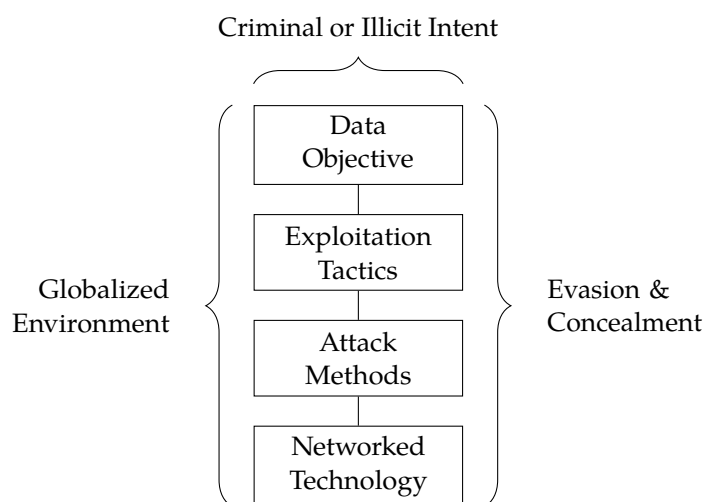 Criminal or Illicit Intent
Data
Objective
Exploitation
Tactics
Globalized
Environment
Evasion &
Concealment
Attack
Methods
Networked
Technology